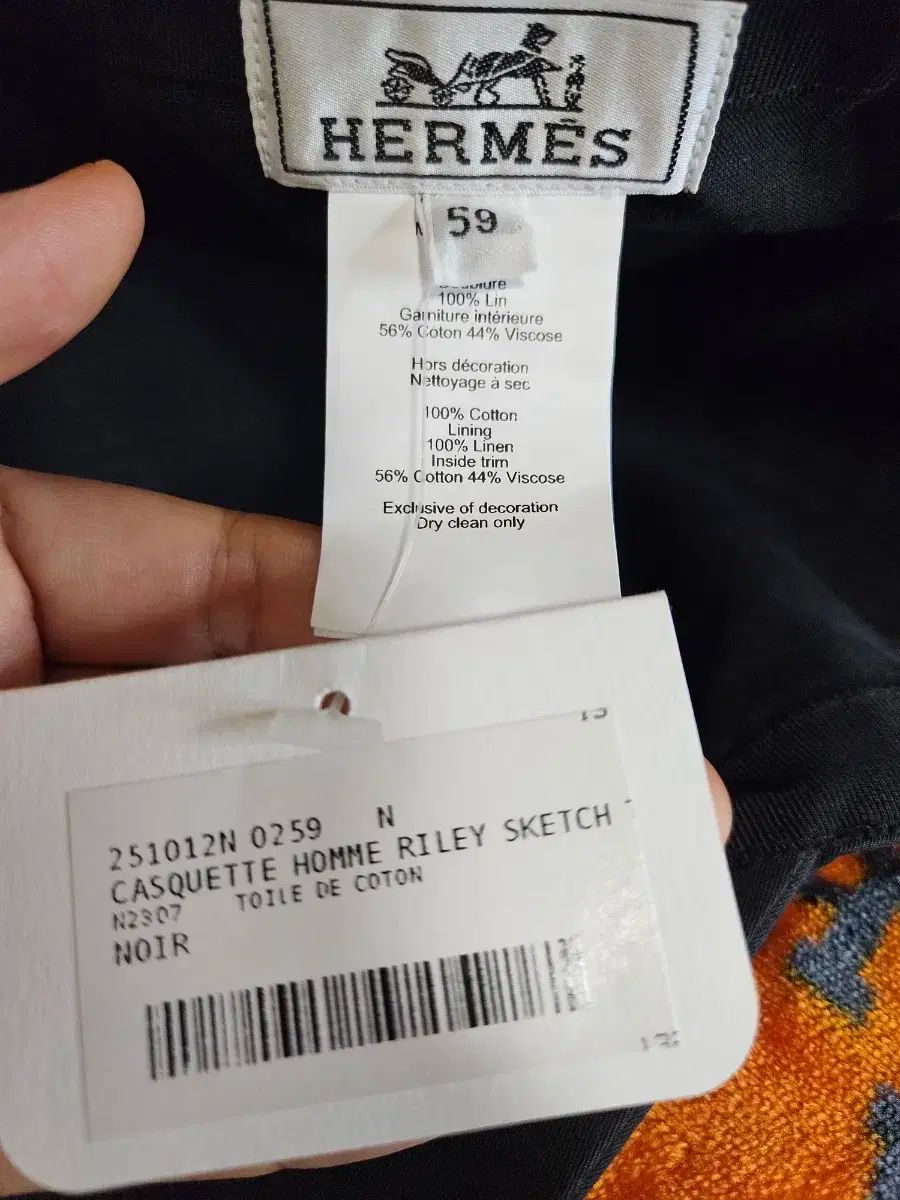 HERMÈS
59
100% Lin
Garniture intérieure
56% Coton 44% Viscose
Hors décoration
Nettoyage à sec
100% Cotton
Lining
100% Linen
Inside trim
56% Cotton 44% Viscose
Exclusive of decoration
Dry clean only
251012N 0259 N
CASQUETTE HOMME RILEY SKETCH
N2307 TOILE DE COTON
NOIR